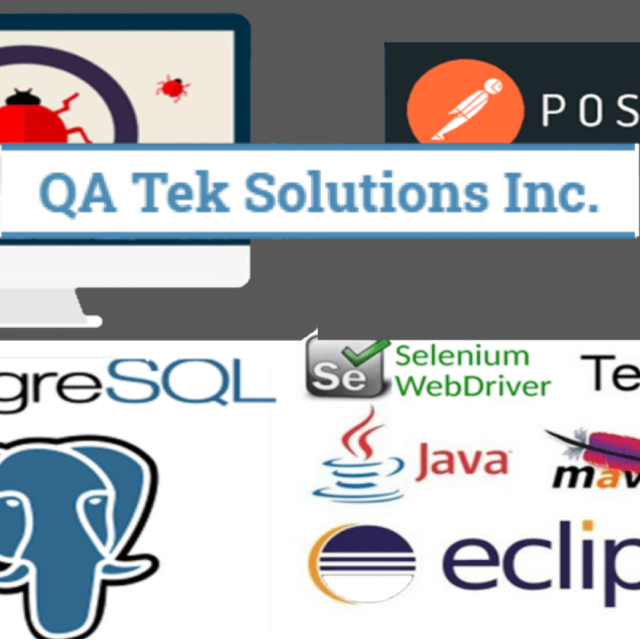 POS
QA Tek Solutions Inc.
greSQL
Se
Selenium
WebDriver
Te
Java
mav
eclip